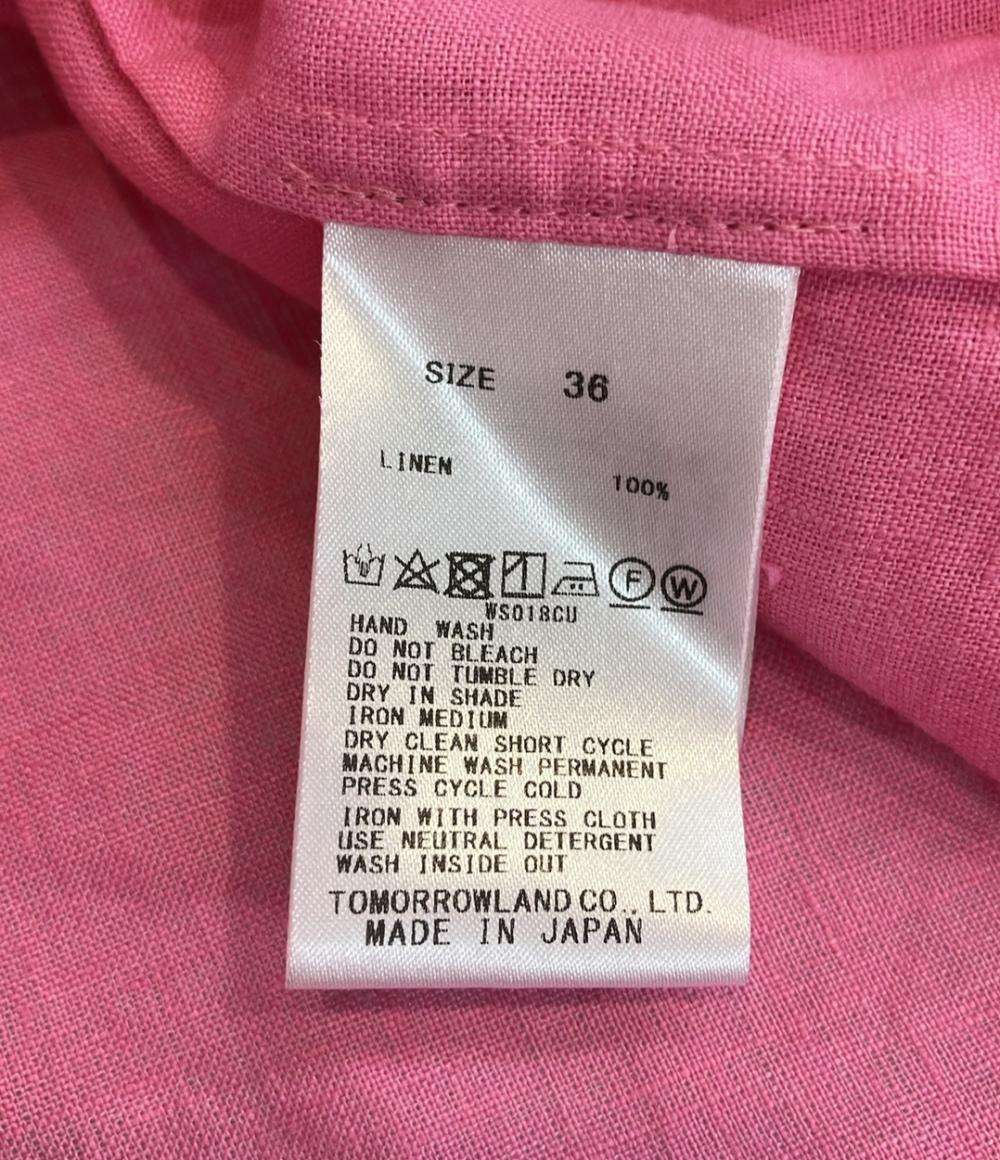 SIZE 36
LINEN 100%
F W
WS018CU
HAND WASH
DO NOT BLEACH
DO NOT TUMBLE DRY
DRY IN SHADE
IRON MEDIUM
DRY CLEAN SHORT CYCLE
MACHINE WASH PERMANENT
PRESS CYCLE COLD
IRON WITH PRESS CLOTH
USE NEUTRAL DETERGENT
WASH INSIDE OUT
TOMORROWLAND CO., LTD.
MADE IN JAPAN